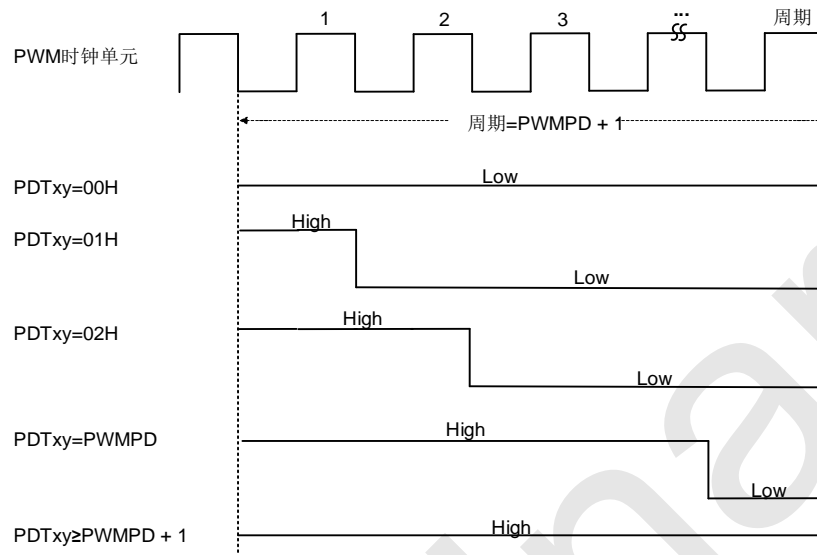 1 2 3 ... 周期
PWM时钟单元
周期=PWMPD + 1
PDTxy=00H Low
PDTxy=01H High
Low
PDTxy=02H High
Low
PDTxy=PWMPD High
Low
PDTxy≥PWMPD + 1 High